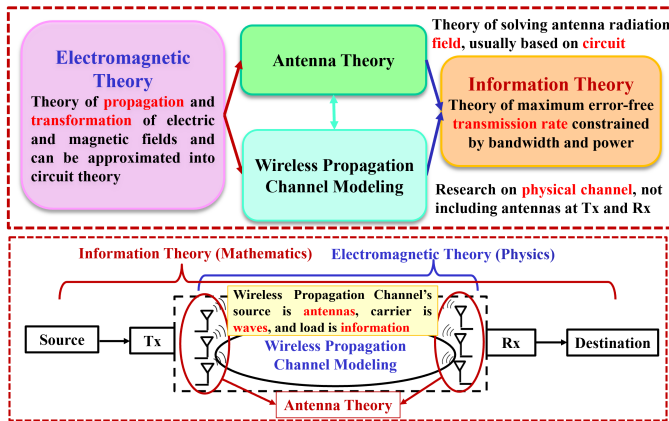 Theory of solving antenna radiation
field, usually based on circuit
Electromagnetic
Theory
Theory of propagation and
transformation of electric
and magnetic fields and
can be approximated into
circuit theory
Antenna Theory
Wireless Propagation
Channel Modeling
Information Theory
Theory of maximum error-free
transmission rate constrained
by bandwidth and power
Research on physical channel, not
including antennas at Tx and Rx
Information Theory (Mathematics)
Electromagnetic Theory (Physics)
Wireless Propagation Channel's
source is antennas, carrier is
waves, and load is information
Source
Tx
Wireless Propagation
Channel Modeling
Rx
Destination
Antenna Theory